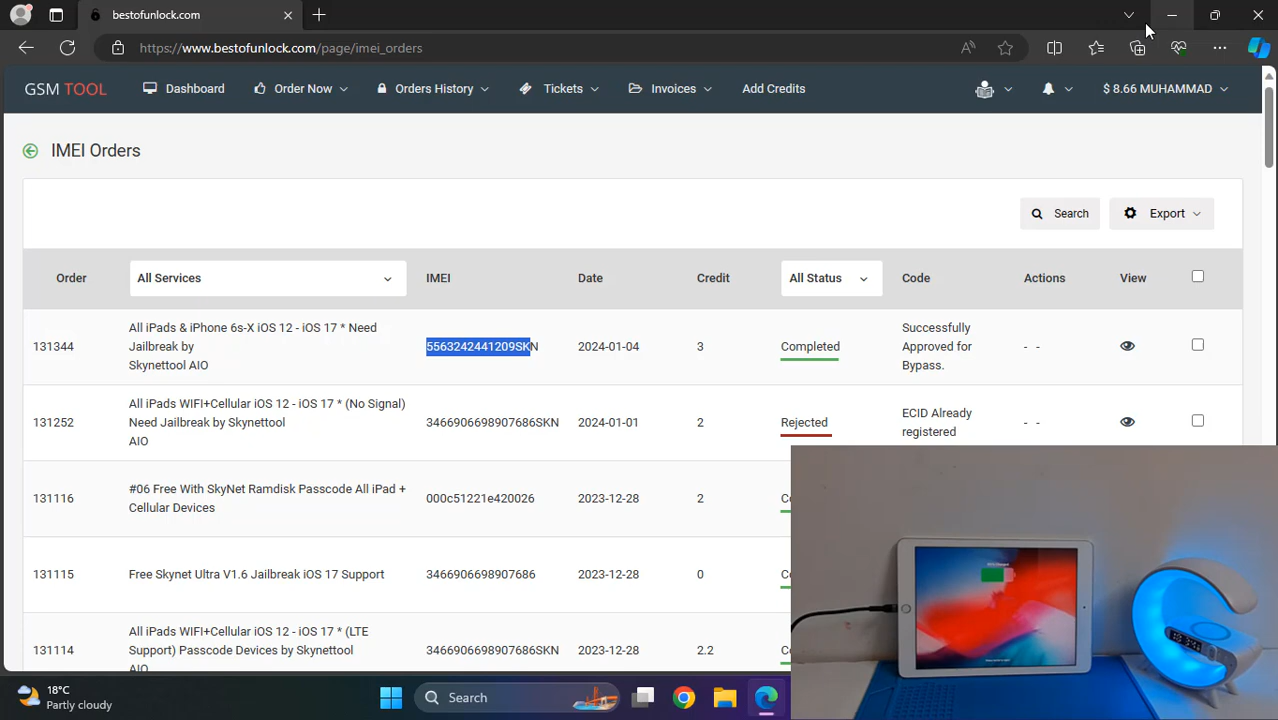 bestofunlock.com
https://www.bestofunlock.com/page/imei_orders
GSM TOOL Dashboard Order Now Orders History Tickets Invoices Add Credits $ 8.66 MUHAMMAD
IMEI Orders
Search Export
Order All Services IMEI Date Credit All Status Code Actions View
131344 All iPads & iPhone 6s-X iOS 12 - iOS 17 * Need Jailbreak by Skynettool AIO 5563242441209SKN 2024-01-04 3 Completed Successfully Approved for Bypass. - -
131252 All iPads WIFI+Cellular iOS 12 - iOS 17 * (No Signal) Need Jailbreak by Skynettool AIO 3466906698907686SKN 2024-01-01 2 Rejected ECID Already registered - -
131116 #06 Free With SkyNet Ramdisk Passcode All iPad + Cellular Devices 000c51221e420026 2023-12-28 2
131115 Free Skynet Ultra V1.6 Jailbreak iOS 17 Support 3466906698907686 2023-12-28 0
131114 All iPads WIFI+Cellular iOS 12 - iOS 17 * (LTE Support) Passcode Devices by Skynettool AIO 3466906698907686SKN 2023-12-28 2.2
18°C
Partly cloudy
Search